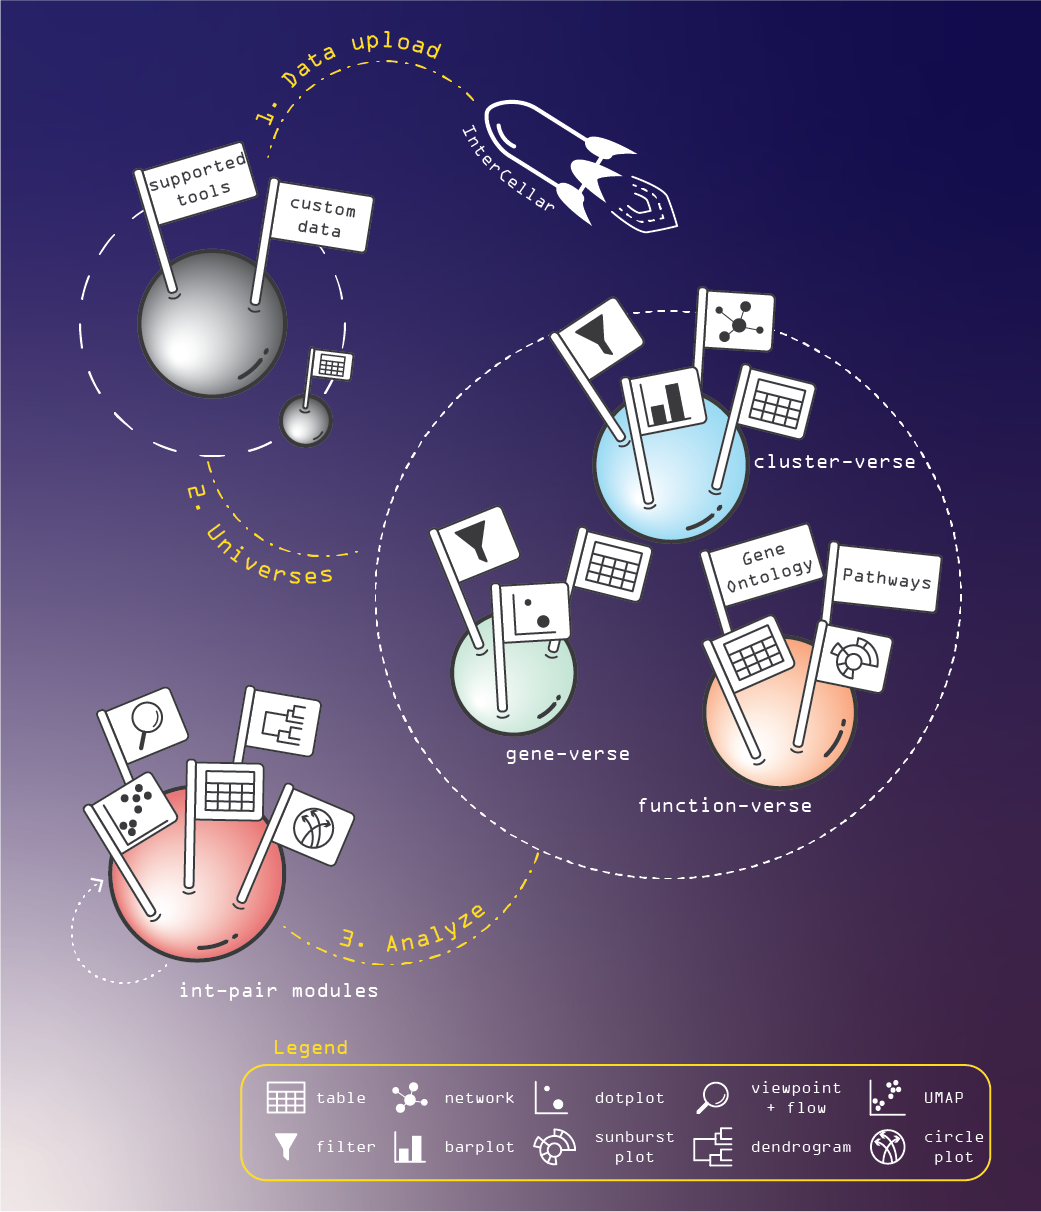 1. Data upload
InterCellar
supported
tools
custom
data
cluster-verse
2. Universes
Gene
Ontology
Pathways
gene-verse
function-verse
3. Analyze
int-pair modules
Legend
table
network
dotplot
viewpoint
+ flow
UMAP
filter
barplot
sunburst
plot
dendrogram
circle
plot